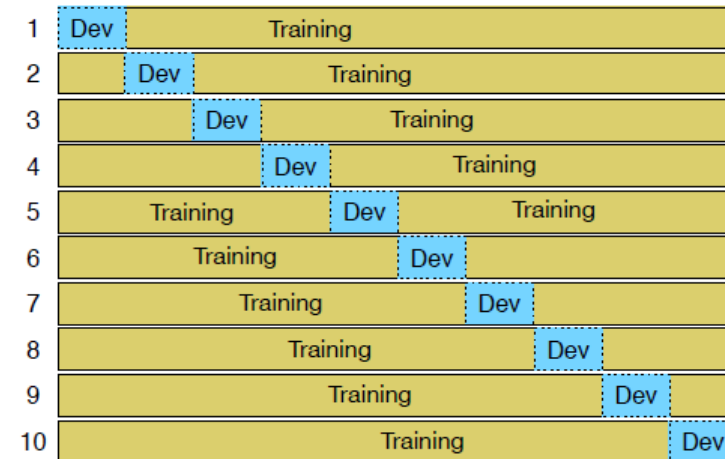 1 Dev Training
2 Dev Training
3 Dev Training
4 Dev Training
5 Training Dev Training
6 Training Dev
7 Training Dev
8 Training Dev
9 Training Dev
10 Training Dev